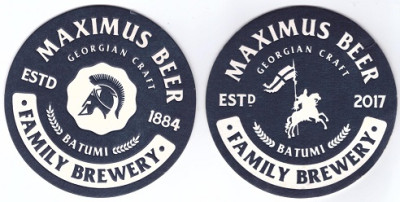 MAXIMUS BEER
GEORGIAN CRAFT
ESTD 1884
BATUMI
• FAMILY BREWERY •
MAXIMUS BEER
GEORGIAN CRAFT
ESTD 2017
BATUMI
• FAMILY BREWERY •